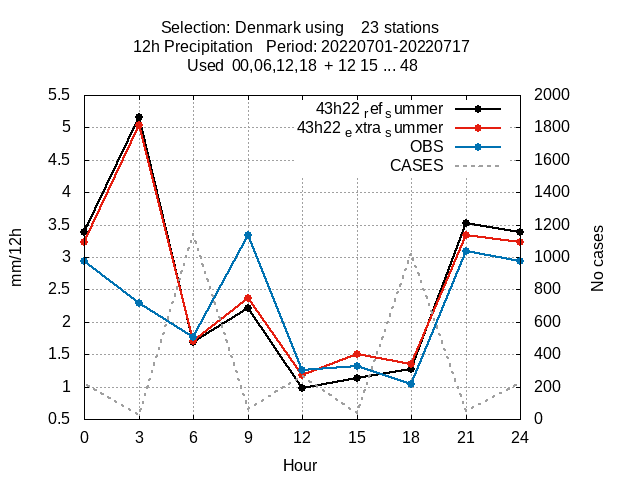 Selection: Denmark using    23 stations
12h Precipitation   Period: 20220701-20220717
Used  00,06,12,18  + 12 15 ... 48
5.5
5
4.5
4
3.5
3
2.5
2
1.5
1
0.5
2000
1800
1600
1400
1200
1000
800
600
400
200
0
43h22 ref summer
43h22 extra summer
OBS
CASES
mm/12h
No cases
0 3 6 9 12 15 18 21 24
Hour